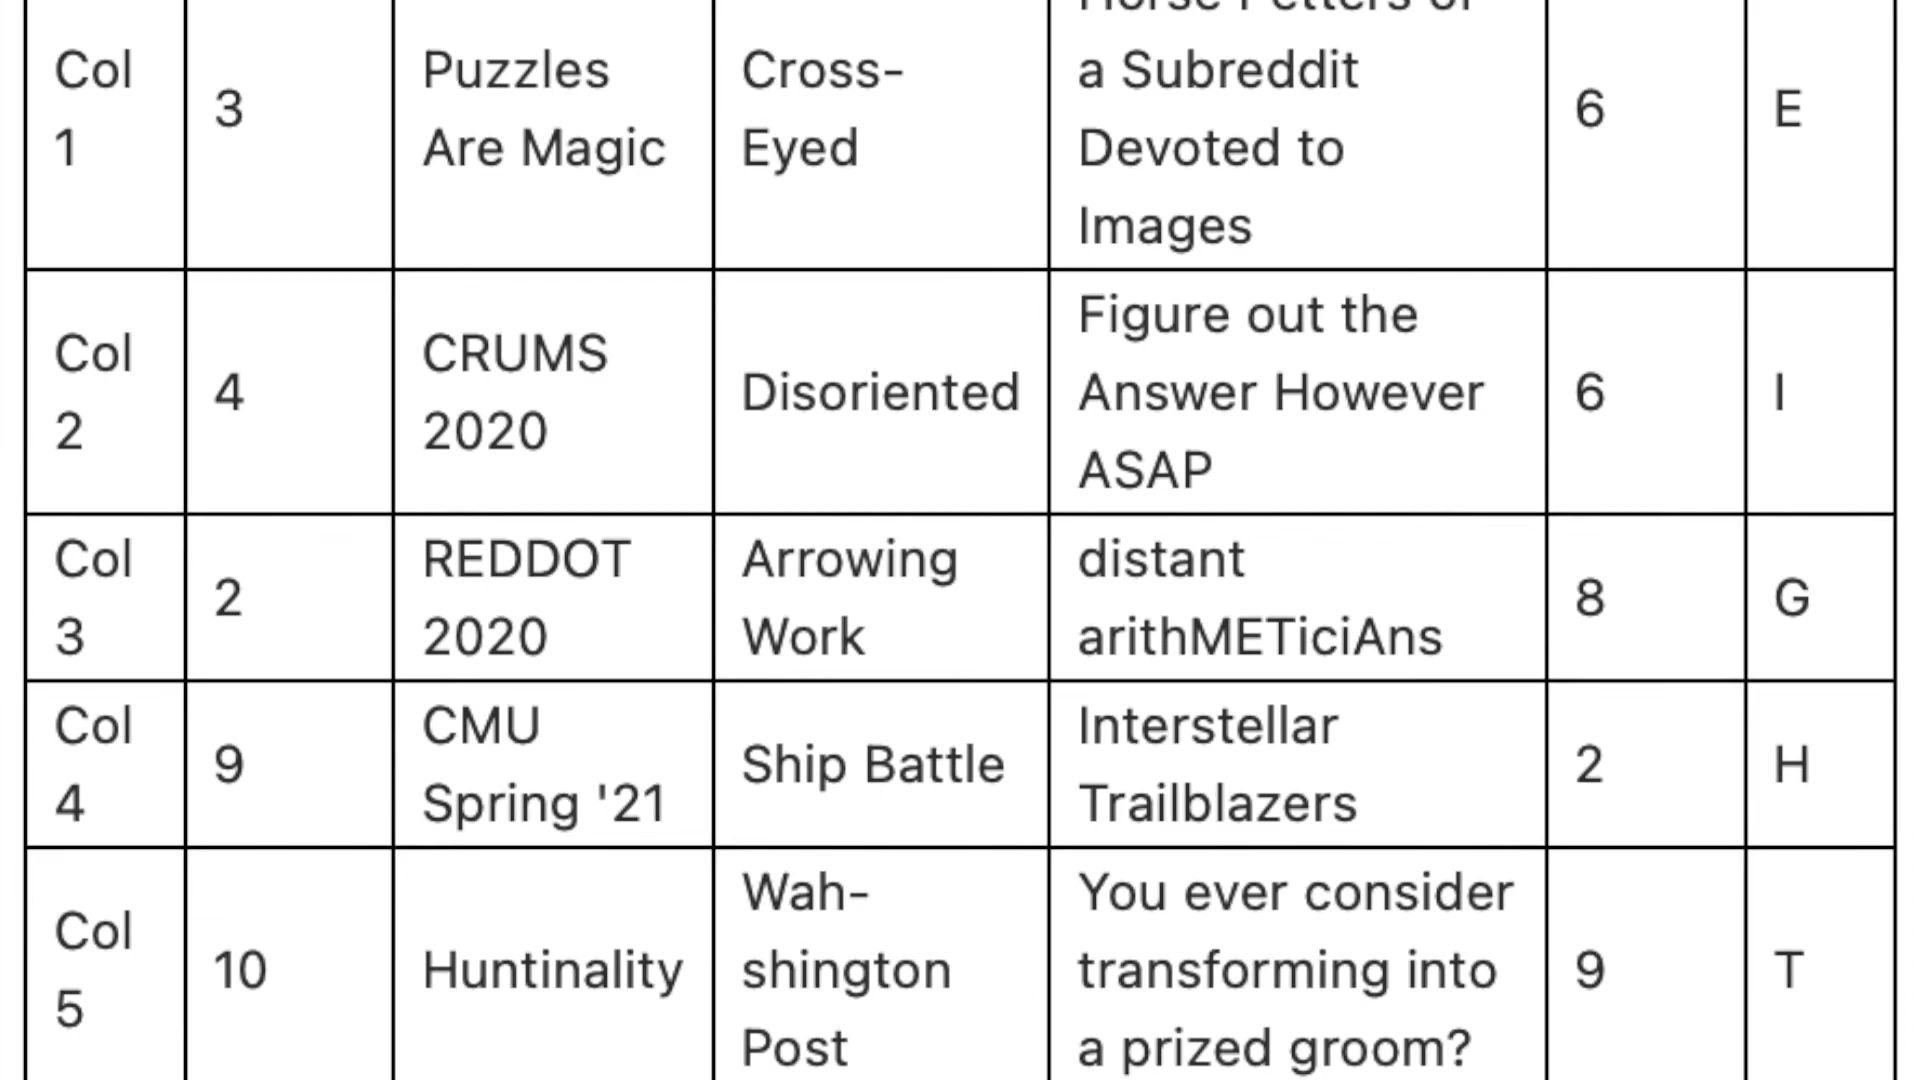 Horse Petters of
Col
1
3
Puzzles
Are Magic
Cross-
Eyed
a Subreddit
Devoted to
Images
6
E
Col
2
4
CRUMS
2020
Disoriented
Figure out the
Answer However
ASAP
6
I
Col
3
2
REDDOT
2020
Arrowing
Work
distant
arithMETiciAns
8
G
Col
4
9
CMU
Spring '21
Ship Battle
Interstellar
Trailblazers
2
H
Col
5
10
Huntinality
Wah-
shington
Post
You ever consider
transforming into
a prized groom?
9
T